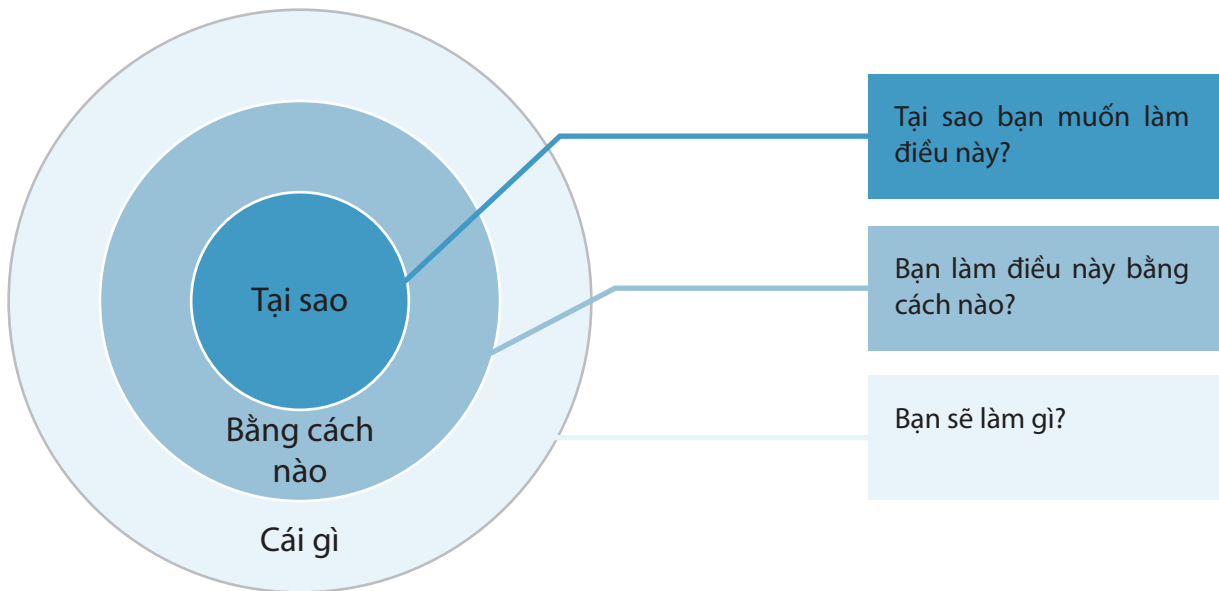 Tại sao
Bằng cách
nào
Cái gì
Tại sao bạn muốn làm
điều này?
Bạn làm điều này bằng
cách nào?
Bạn sẽ làm gì?